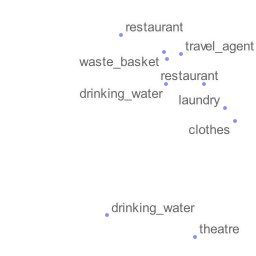 restaurant
travel_agent
waste_basket
restaurant
drinking_water
laundry
clothes
drinking_water
theatre